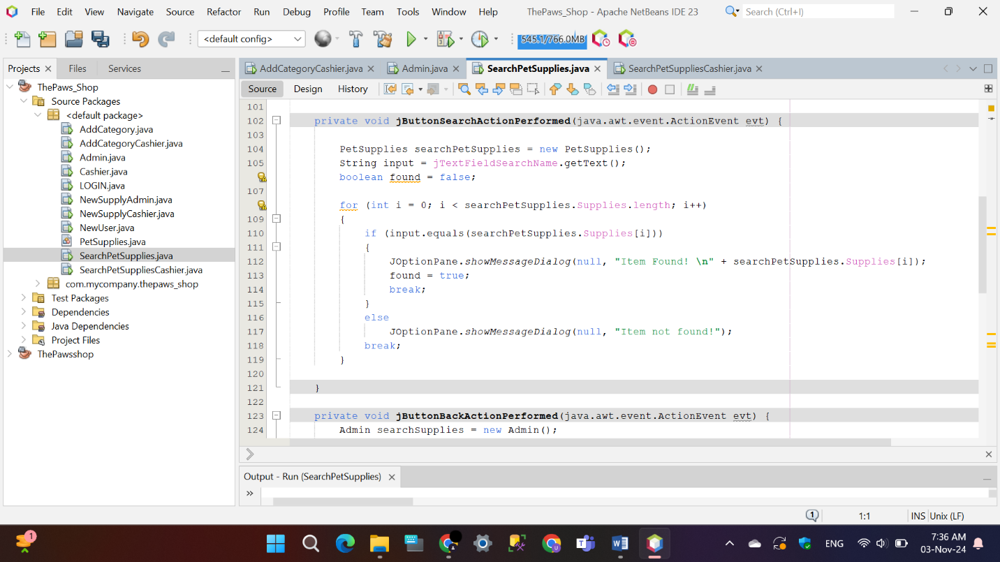 File Edit View Navigate Source Refactor Run Debug Profile Team Tools Window Help ThePaws_Shop - Apache NetBeans IDE 23 Search (Ctrl+I)
<default config> 545.1/766.0MB
Projects Files Services
AddCategoryCashier.java Admin.java SearchPetSupplies.java SearchPetSuppliesCashier.java
Source Design History
ThePaws_Shop
Source Packages
<default package>
AddCategory.java
AddCategoryCashier.java
Admin.java
Cashier.java
LOGIN.java
NewSupplyAdmin.java
NewSupplyCashier.java
NewUser.java
PetSupplies.java
SearchPetSupplies.java
SearchPetSuppliesCashier.java
com.mycompany.thepaws_shop
Test Packages
Dependencies
Java Dependencies
Project Files
ThePawsshop
101
102 private void jButtonSearchActionPerformed(java.awt.event.ActionEvent evt) {
103
104 PetSupplies searchPetSupplies = new PetSupplies();
105 String input = jTextFieldSearchName.getText();
boolean found = false;
107
for (int i = 0; i < searchPetSupplies.Supplies.length; i++)
109 {
110 if (input.equals(searchPetSupplies.Supplies[i]))
111 {
112 JOptionPane.showMessageDialog(null, "Item Found! \n" + searchPetSupplies.Supplies[i]);
113 found = true;
114 break;
115 }
116 else
117 JOptionPane.showMessageDialog(null, "Item not found!");
118 break;
119 }
120
121 }
122
123 private void jButtonBackActionPerformed(java.awt.event.ActionEvent evt) {
124 Admin searchSupplies = new Admin();
Output - Run (SearchPetSupplies)
1 1:1 INS Unix (LF)
1 ENG 7:36 AM
03-Nov-24